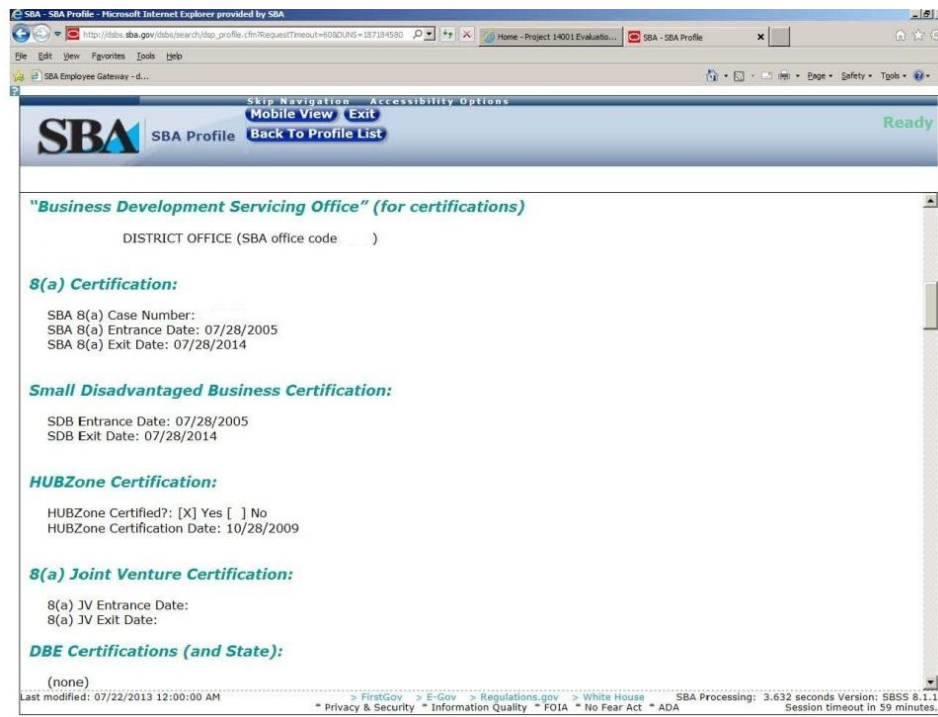 SBA - SBA Profile - Microsoft Internet Explorer provided by SBA
http://dsbs.sba.gov/dsbs/search/dsp_profile.cfm?RequestTimeout=60&DUNS=187184580
Home - Project 14001 Evaluatio...
SBA - SBA Profile
File Edit View Favorites Tools Help
SBA Employee Gateway - d...
Page Safety Tools
Skip Navigation Accessibility Options
Mobile View Exit
SBA SBA Profile Back To Profile List
Ready
"Business Development Servicing Office" (for certifications)
DISTRICT OFFICE (SBA office code )
8(a) Certification:
SBA 8(a) Case Number:
SBA 8(a) Entrance Date: 07/28/2005
SBA 8(a) Exit Date: 07/28/2014
Small Disadvantaged Business Certification:
SDB Entrance Date: 07/28/2005
SDB Exit Date: 07/28/2014
HUBZone Certification:
HUBZone Certified?: [X] Yes [ ] No
HUBZone Certification Date: 10/28/2009
8(a) Joint Venture Certification:
8(a) JV Entrance Date:
8(a) JV Exit Date:
DBE Certifications (and State):
(none)
Last modified: 07/22/2013 12:00:00 AM > FirstGov > E-Gov > Regulations.gov > White House SBA Processing: 3.632 seconds Version: SBSS 8.1.1
* Privacy & Security * Information Quality * FOIA * No Fear Act * ADA Session timeout in 59 minutes.